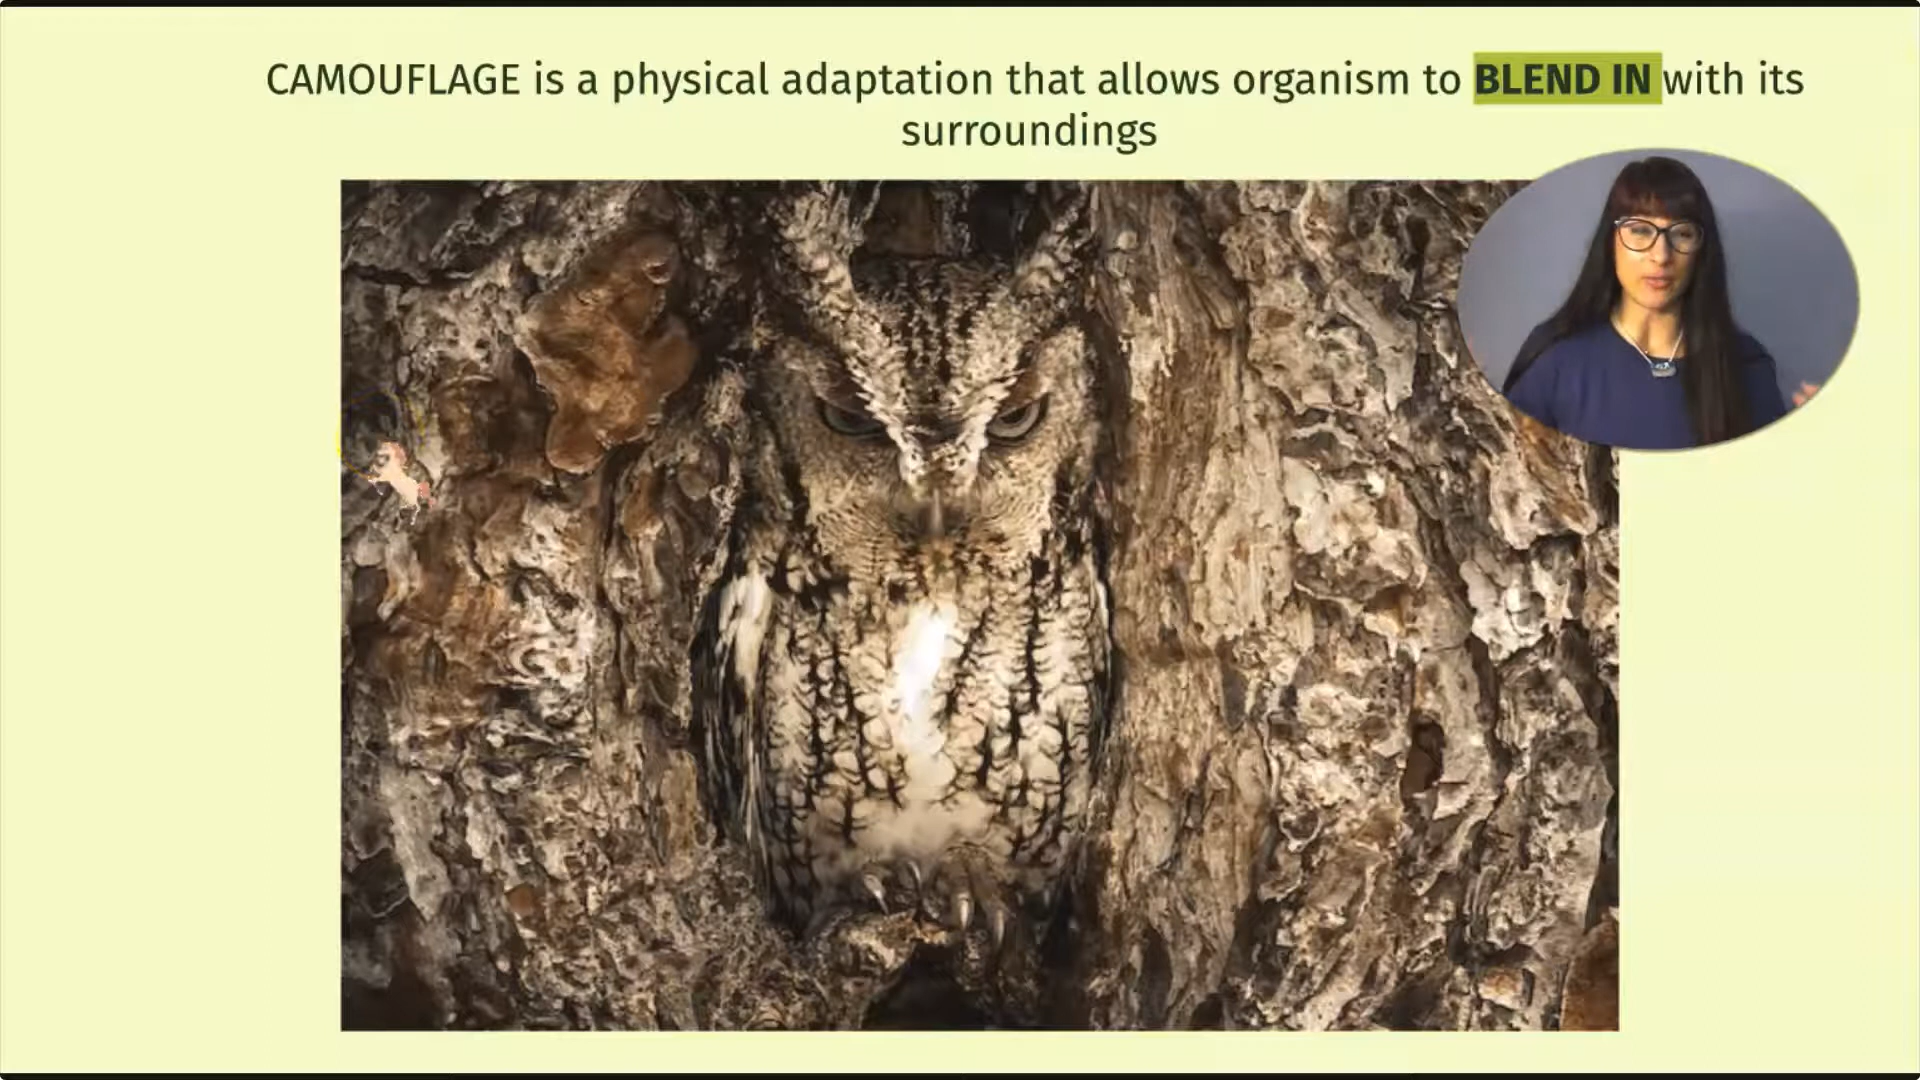 CAMOUFLAGE is a physical adaptation that allows organism to BLEND IN with its
surroundings